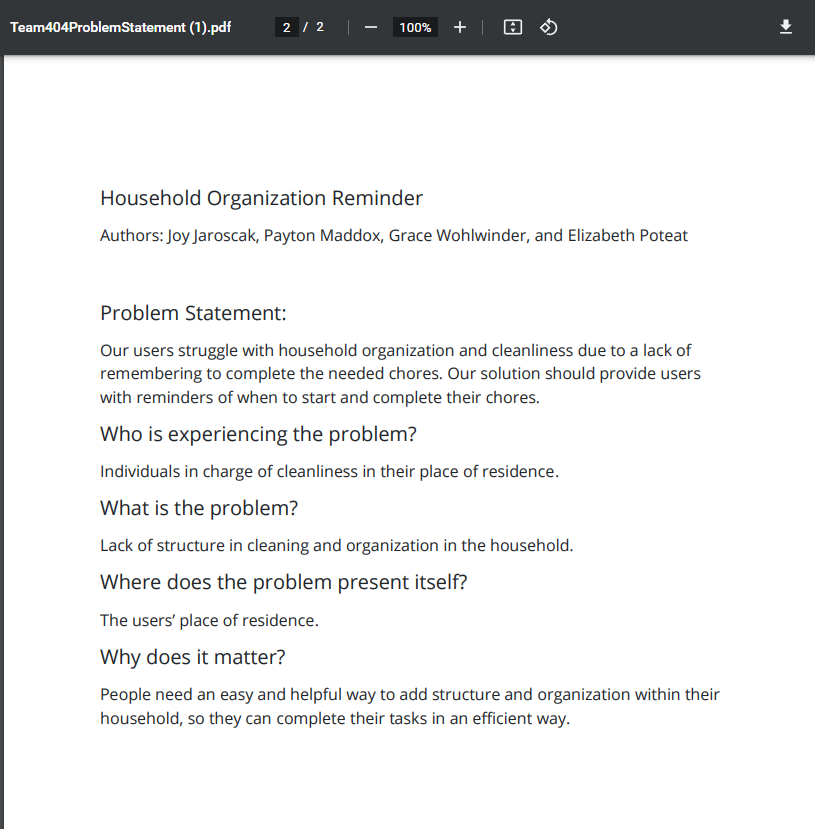 Team404ProblemStatement (1).pdf 2 / 2 100%
Household Organization Reminder
Authors: Joy Jaroscak, Payton Maddox, Grace Wohlwinder, and Elizabeth Poteat
Problem Statement:
Our users struggle with household organization and cleanliness due to a lack of
remembering to complete the needed chores. Our solution should provide users
with reminders of when to start and complete their chores.
Who is experiencing the problem?
Individuals in charge of cleanliness in their place of residence.
What is the problem?
Lack of structure in cleaning and organization in the household.
Where does the problem present itself?
The users’ place of residence.
Why does it matter?
People need an easy and helpful way to add structure and organization within their
household, so they can complete their tasks in an efficient way.